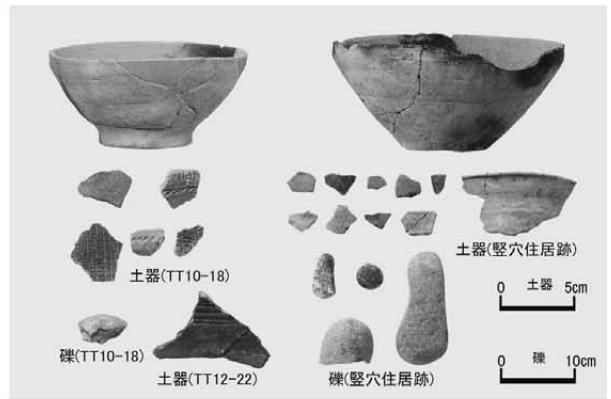 土器(竪穴住居跡)
土器(TT10-18)
0 土器 5cm
礫(TT10-18)
土器(TT12-22)
礫(竪穴住居跡)
0 礫 10cm